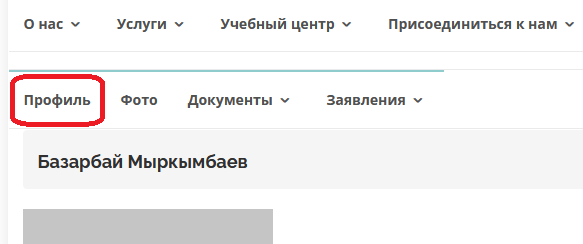 О нас Услуги Учебный центр Присоединиться к нам
Профиль Фото Документы Заявления
Базарбай Мыркымбаев